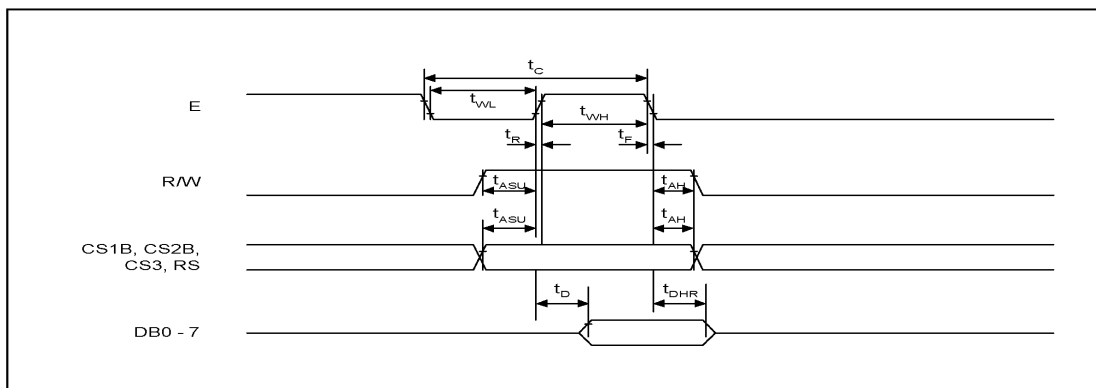 tC
E
tWL
tWH
tR
tF
R/W
tASU
tAH
tASU
tAH
CS1B, CS2B,
CS3, RS
tD
tDHR
DB0 - 7